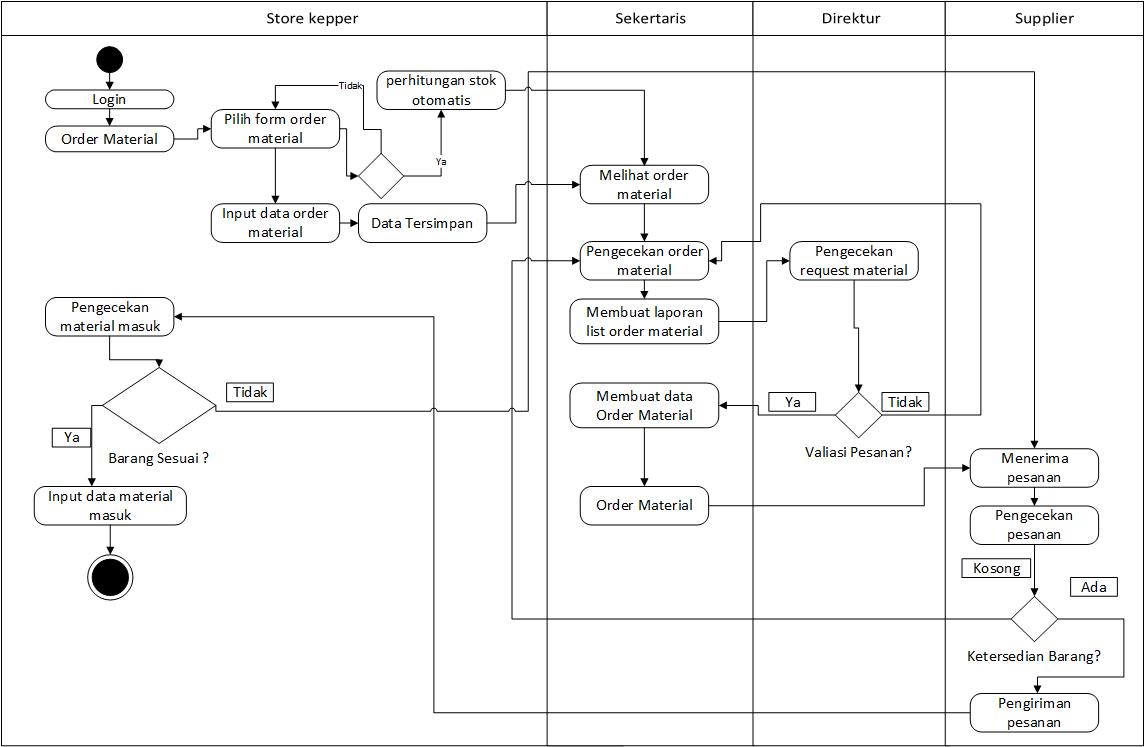 Store kepper
Sekertaris
Direktur
Supplier
Login
Order Material
Pilih form order
material
Tidak
perhitungan stok
otomatis
Ya
Input data order
material
Data Tersimpan
Melihat order
material
Pengecekan order
material
Membuat laporan
list order material
Pengecekan
request material
Pengecekan
material masuk
Tidak
Ya
Barang Sesuai ?
Input data material
masuk
Membuat data
Order Material
Ya
Tidak
Valiasi Pesanan?
Order Material
Menerima
pesanan
Pengecekan
pesanan
Kosong
Ada
Ketersedian Barang?
Pengiriman
pesanan